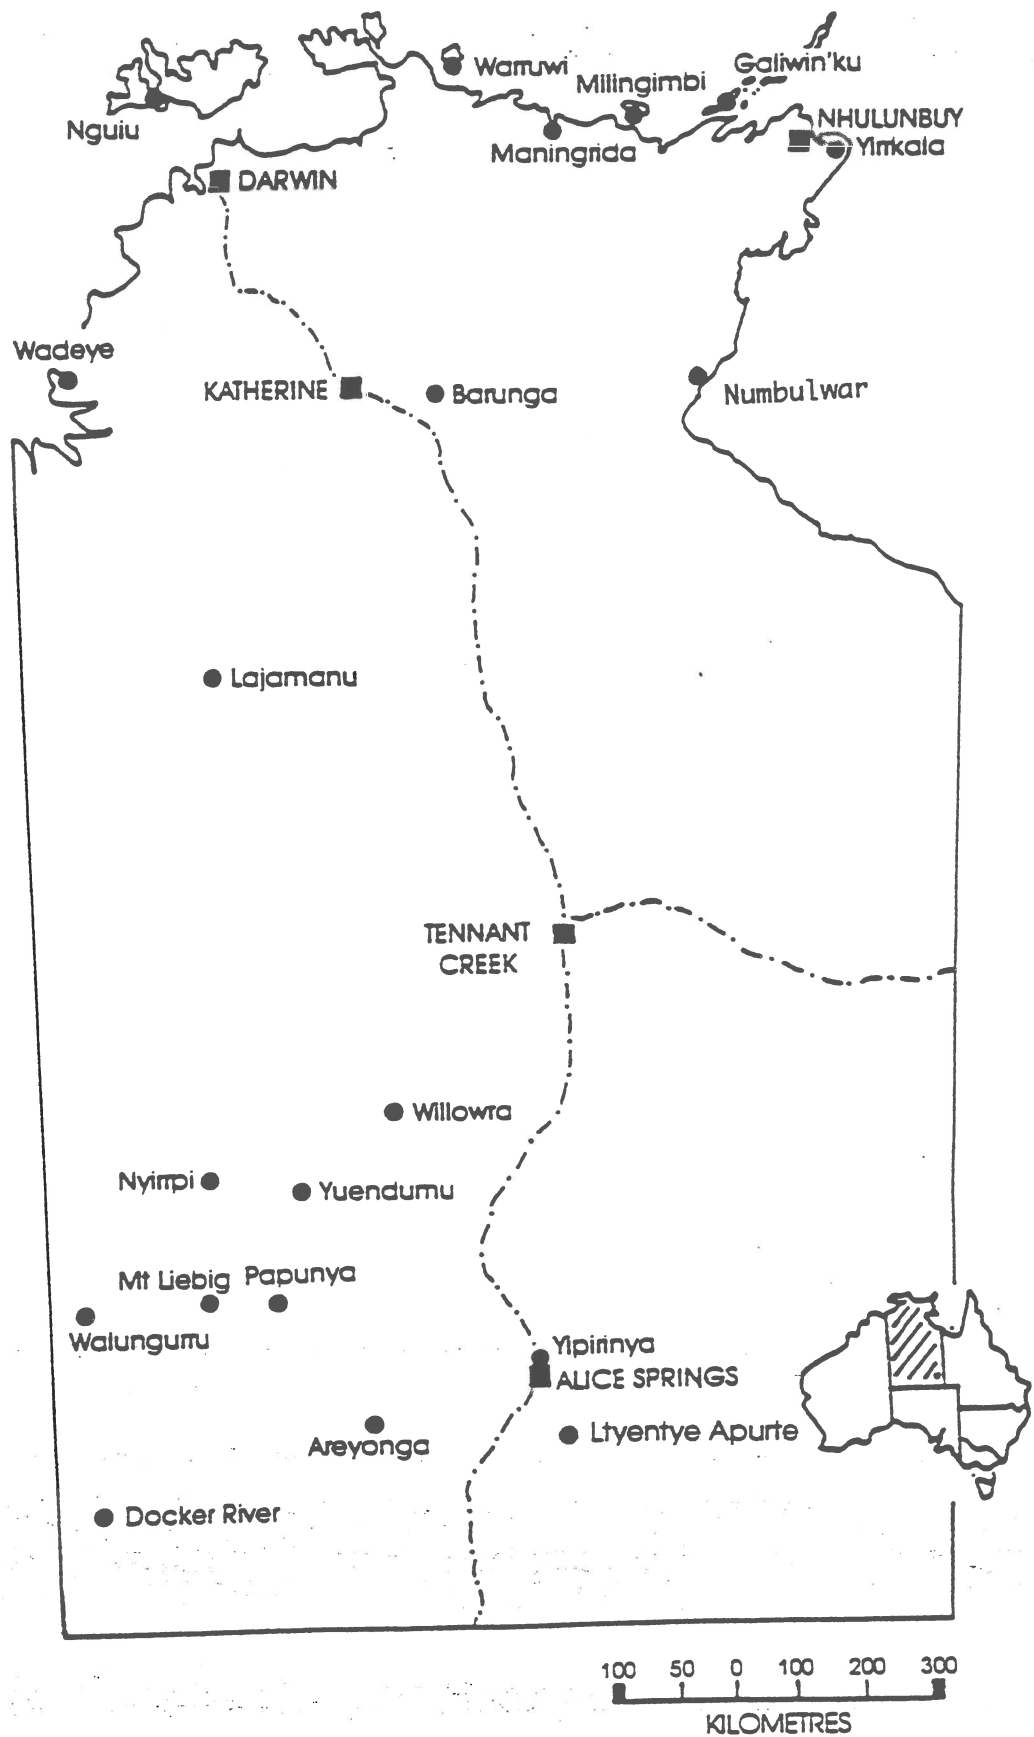 Galiwin'ku
Warruwi
Milingimbi
NHULUNBUY
Nguiu
Maningrida
Yirrkala
DARWIN
Wadeye
KATHERINE
Barunga
Numbulwar
Lajamanu
TENNANT
CREEK
Willowra
Nyirrpi
Yuendumu
Mt Liebig
Papunya
Walungurru
Yipirinya
ALICE SPRINGS
Ltyentye Apurte
Areyonga
Docker River
100 50 0 100 200 300
KILOMETRES